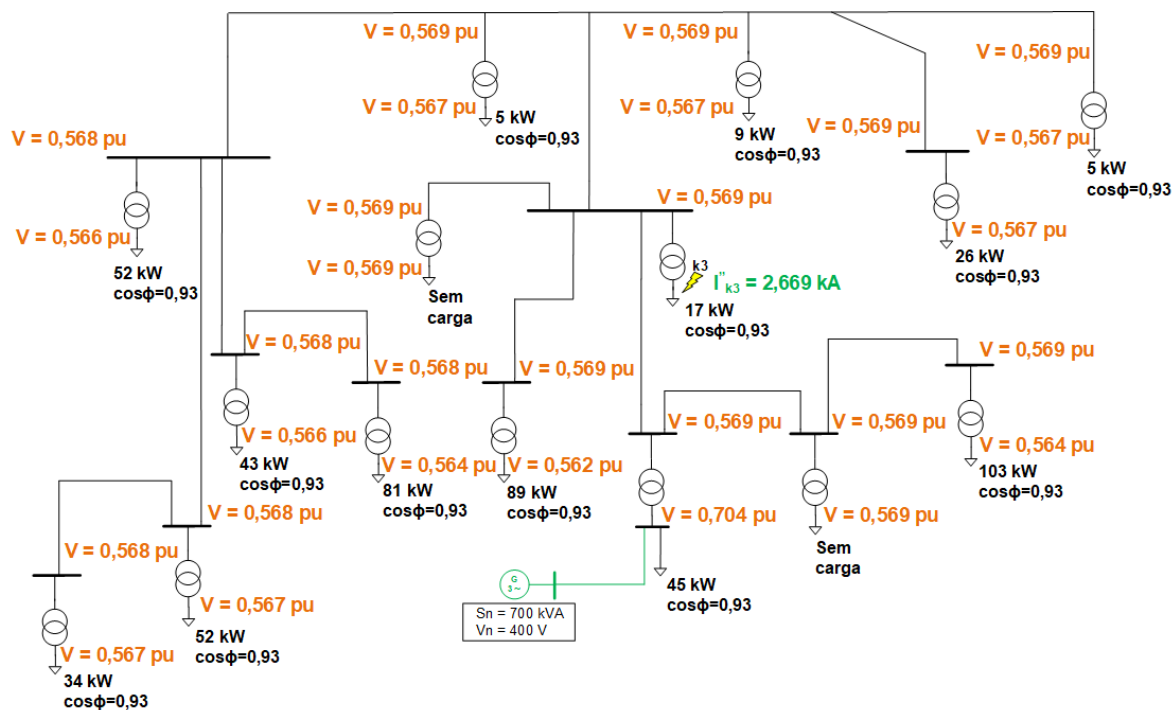 V = 0,569 pu
V = 0,569 pu
V = 0,569 pu
V = 0,567 pu
5 kW
cosϕ=0,93
V = 0,567 pu
9 kW
cosϕ=0,93
V = 0,569 pu
V = 0,567 pu
5 kW
cosϕ=0,93
V = 0,568 pu
V = 0,566 pu
52 kW
cosϕ=0,93
V = 0,569 pu
V = 0,569 pu
Sem
carga
V = 0,569 pu
k3
I"k3 = 2,669 kA
17 kW
cosϕ=0,93
V = 0,567 pu
26 kW
cosϕ=0,93
V = 0,568 pu
V = 0,566 pu
43 kW
cosϕ=0,93
V = 0,568 pu
V = 0,564 pu
81 kW
cosϕ=0,93
V = 0,569 pu
V = 0,562 pu
89 kW
cosϕ=0,93
V = 0,569 pu
V = 0,569 pu
V = 0,569 pu
V = 0,564 pu
103 kW
cosϕ=0,93
V = 0,704 pu
V = 0,569 pu
Sem
carga
45 kW
cosϕ=0,93
G
3~
Sn = 700 kVA
Vn = 400 V
V = 0,568 pu
V = 0,568 pu
V = 0,567 pu
52 kW
cosϕ=0,93
V = 0,567 pu
34 kW
cosϕ=0,93